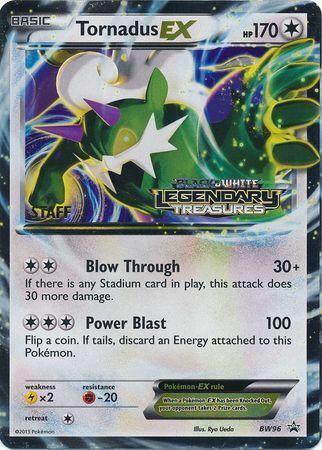 BASIC
Tornadus EX
HP 170
STAFF
BLACK & WHITE
LEGENDARY
TREASURES
Blow Through 30+
If there is any Stadium card in play, this attack does
30 more damage.
Power Blast 100
Flip a coin. If tails, discard an Energy attached to this
Pokémon.
weakness resistance
×2 -20
Pokémon-EX rule
When a Pokémon-EX has been Knocked Out,
your opponent takes 2 Prize cards.
retreat
©2013 Pokémon
Illus. Ryo Ueda
BW96
PROMO